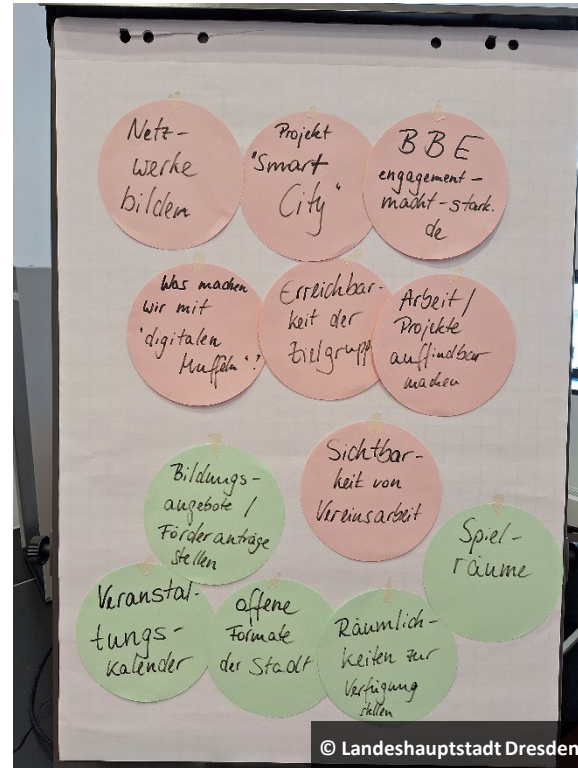 Netz-
werke
bilden
Projekt
"Smart
City"
BBE
engagement-
macht-stark.
de
Was machen
wir mit
"digitalen
Muffeln"?
Erreichbar-
keit der
Zielgrupp
Arbeit /
Projekte
auffindbar
machen
Sichtbar-
keit von
Vereinsarbeit
Bildungs-
angebote /
Förderanträge
stellen
Spiel-
räume
Veranstal-
tungs-
kalender
offene
Formate
der Stadt
Räumlich-
keiten zur
Verfügung
stellen
© Landeshauptstadt Dresden